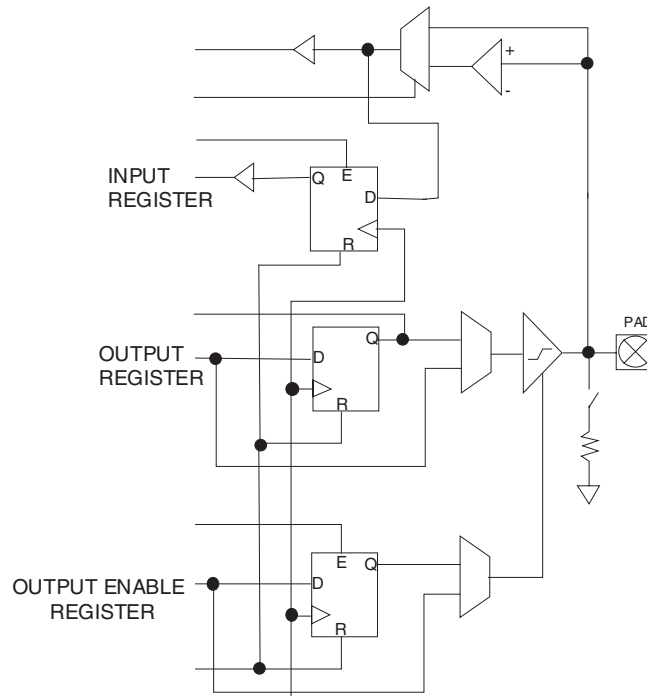 +
-
E
INPUT
REGISTER
Q
D
R
PAD
OUTPUT
REGISTER
D
Q
R
OUTPUT ENABLE
REGISTER
E
Q
D
R